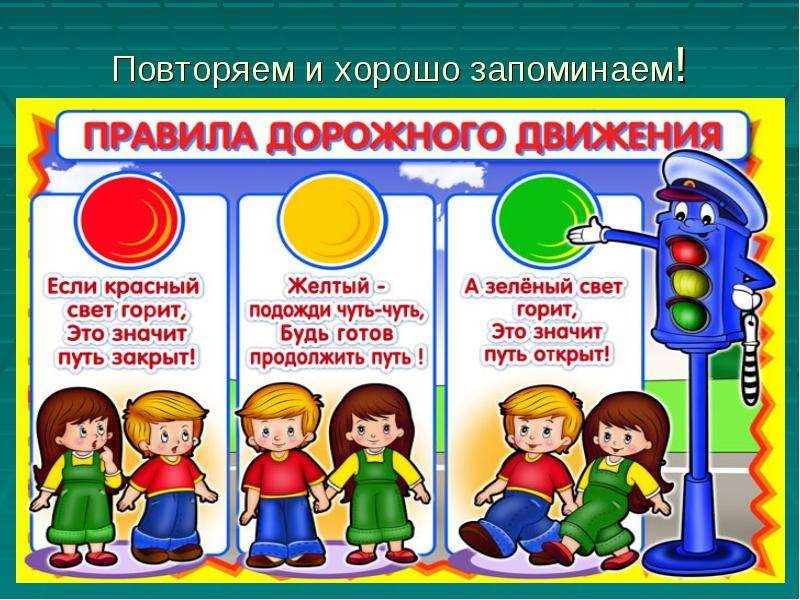 Повторяем и хорошо запоминаем!
ПРАВИЛА ДОРОЖНОГО ДВИЖЕНИЯ
Если красный
свет горит,
Это значит
путь закрыт!
Желтый -
подожди чуть-чуть,
Будь готов
продолжить путь !
А зелёный свет
горит,
Это значит
путь открыт!